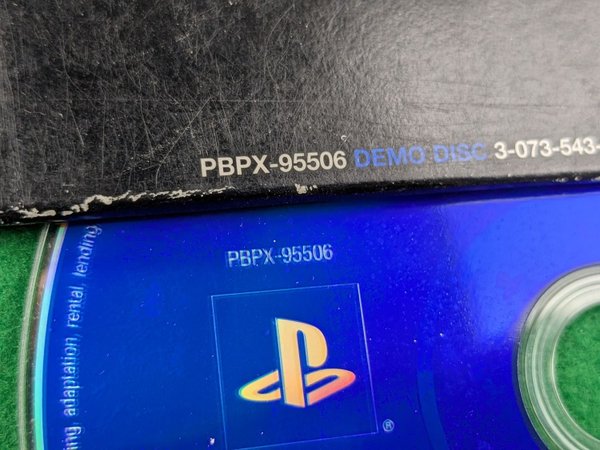 PBPX-95506 DEMO DISC 3-073-543-
PBPX-95506
®
ing, adaptation, rental, lending